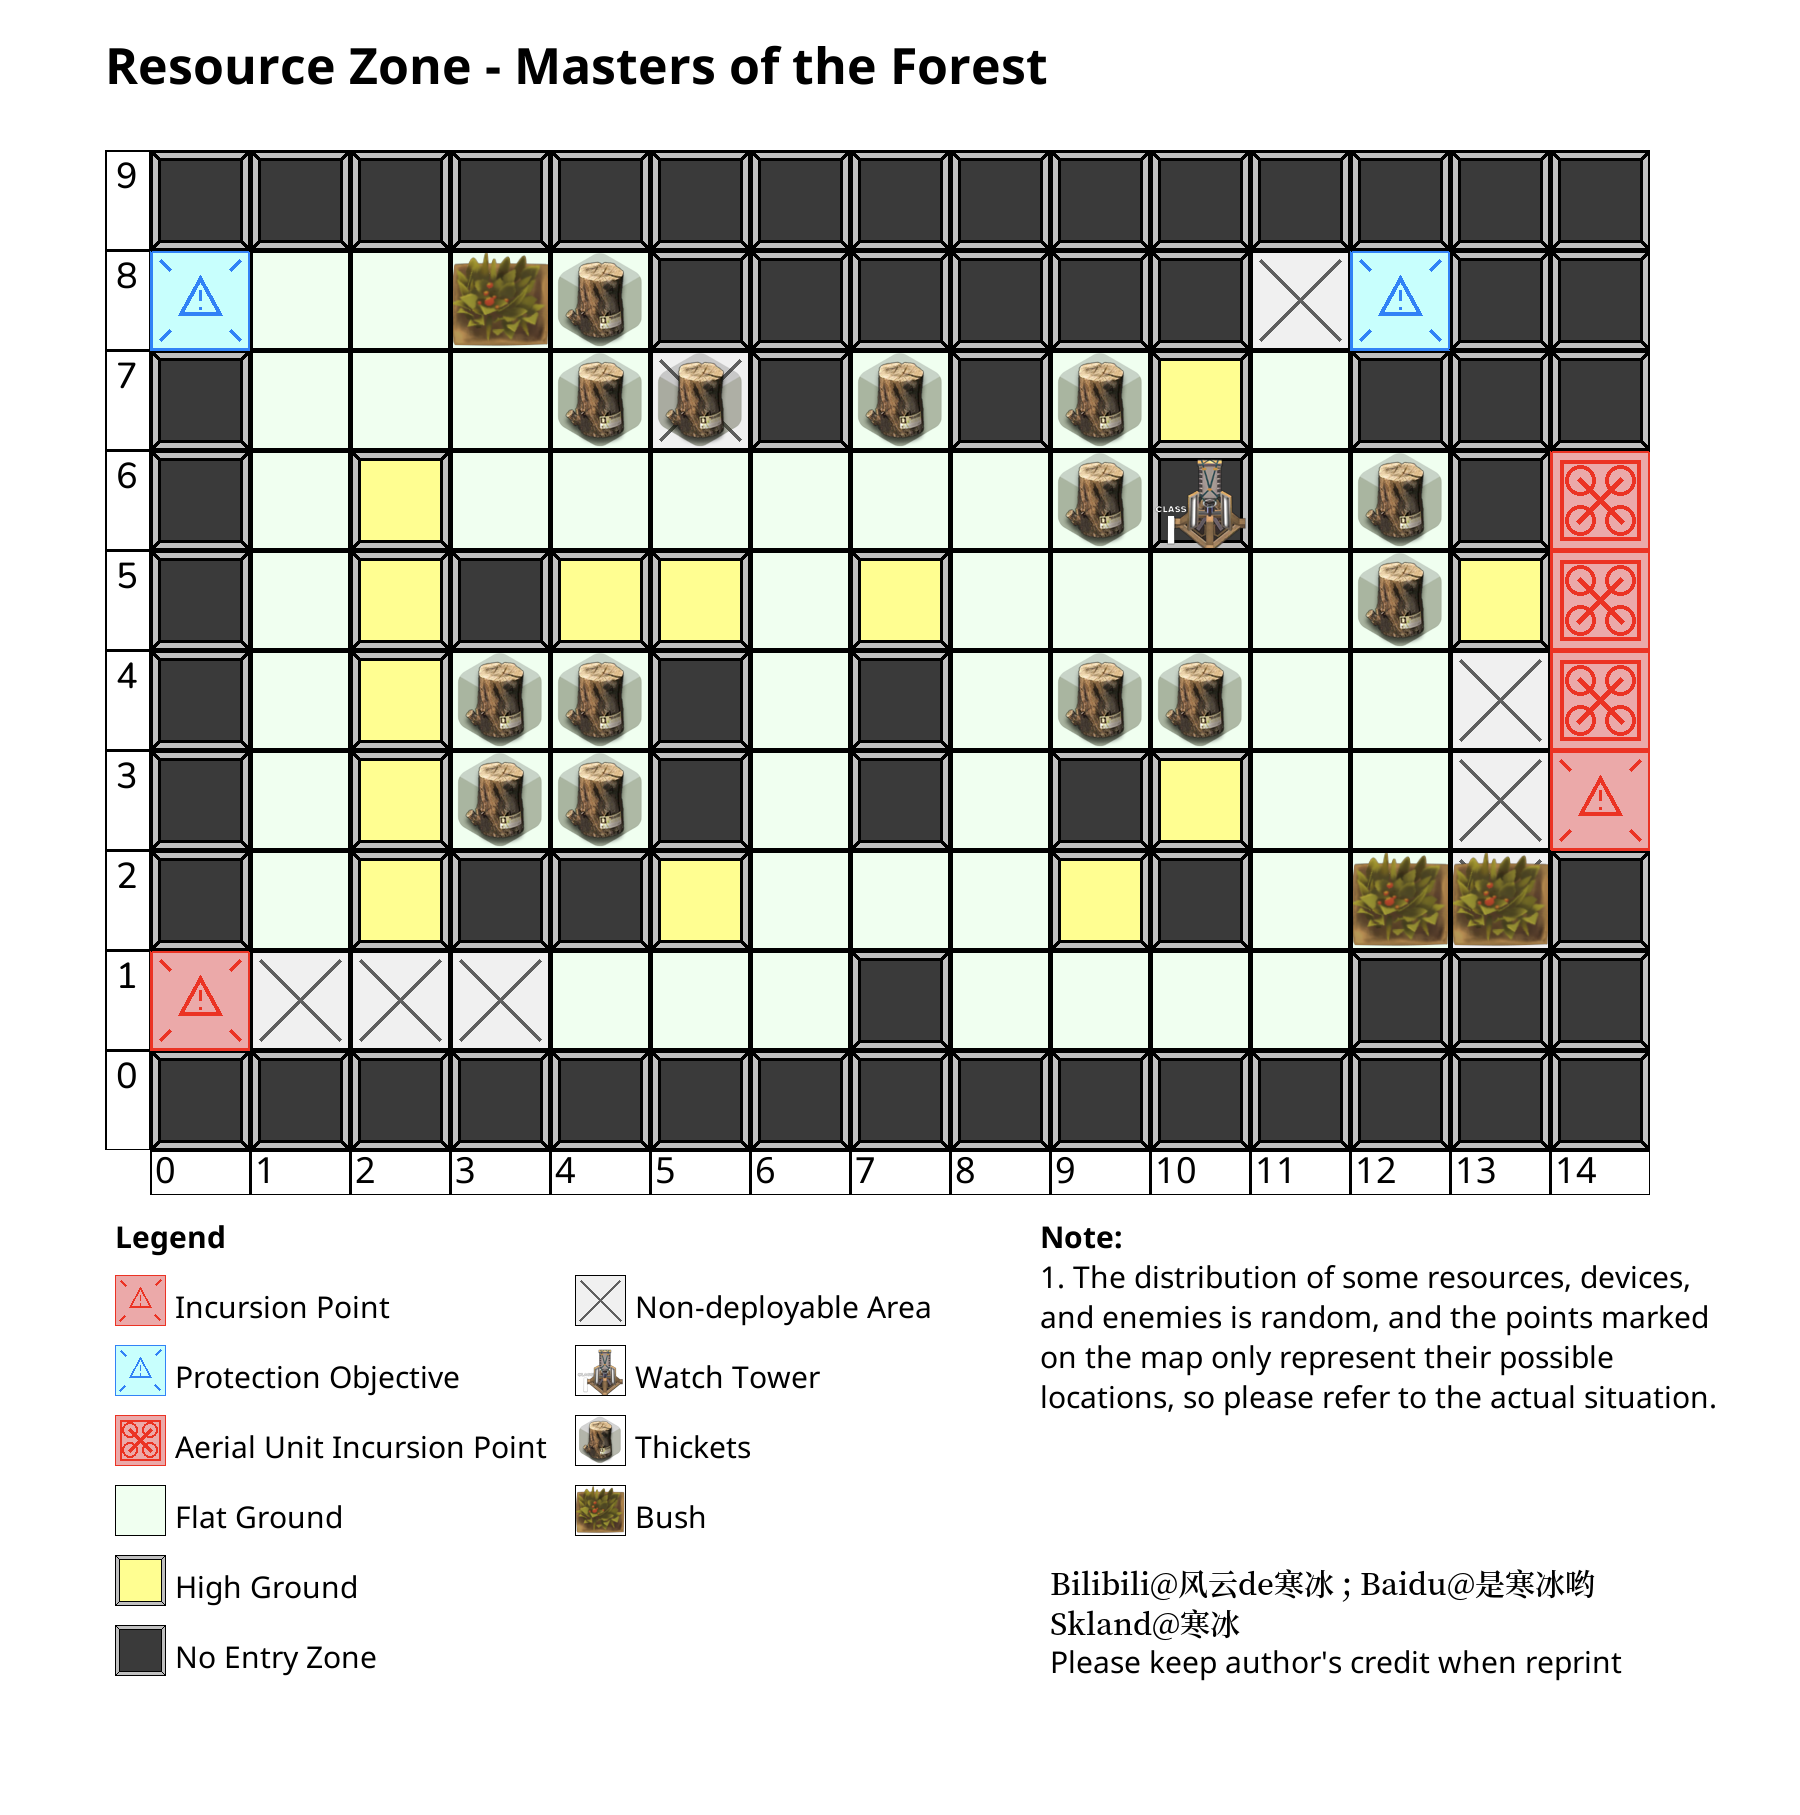 Resource Zone - Masters of the Forest
9
8
7
6
CLASS
5
4
3
2
1
0
0 1 2 3 4 5 6 7 8 9 10 11 12 13 14
Legend
Incursion Point
Non-deployable Area
Protection Objective
Watch Tower
Aerial Unit Incursion Point
Thickets
Flat Ground
Bush
High Ground
No Entry Zone
Note:
1. The distribution of some resources, devices,
and enemies is random, and the points marked
on the map only represent their possible
locations, so please refer to the actual situation.
Bilibili@风云de寒冰 ; Baidu@是寒冰哟
Skland@寒冰
Please keep author's credit when reprint